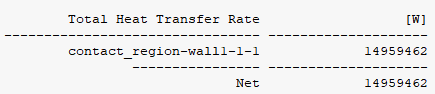 Total Heat Transfer Rate [W]
-------------------------------- --------------------
contact_region-wall1-1-1 14959462
---------------- --------------------
Net 14959462